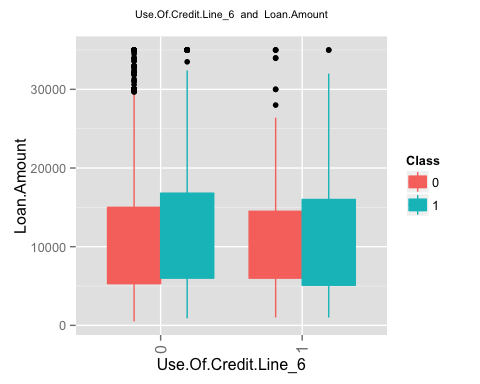 Use.Of.Credit.Line_6 and Loan.Amount
Loan.Amount
30000
20000
10000
0
0
1
Use.Of.Credit.Line_6
Class
0
1